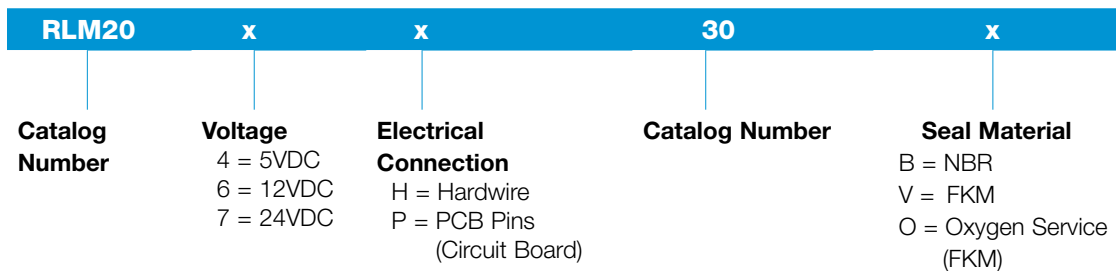 RLM20 x x 30 x
Catalog Number
Voltage
4 = 5VDC
6 = 12VDC
7 = 24VDC
Electrical Connection
H = Hardwire
P = PCB Pins
(Circuit Board)
Catalog Number
Seal Material
B = NBR
V = FKM
O = Oxygen Service
(FKM)